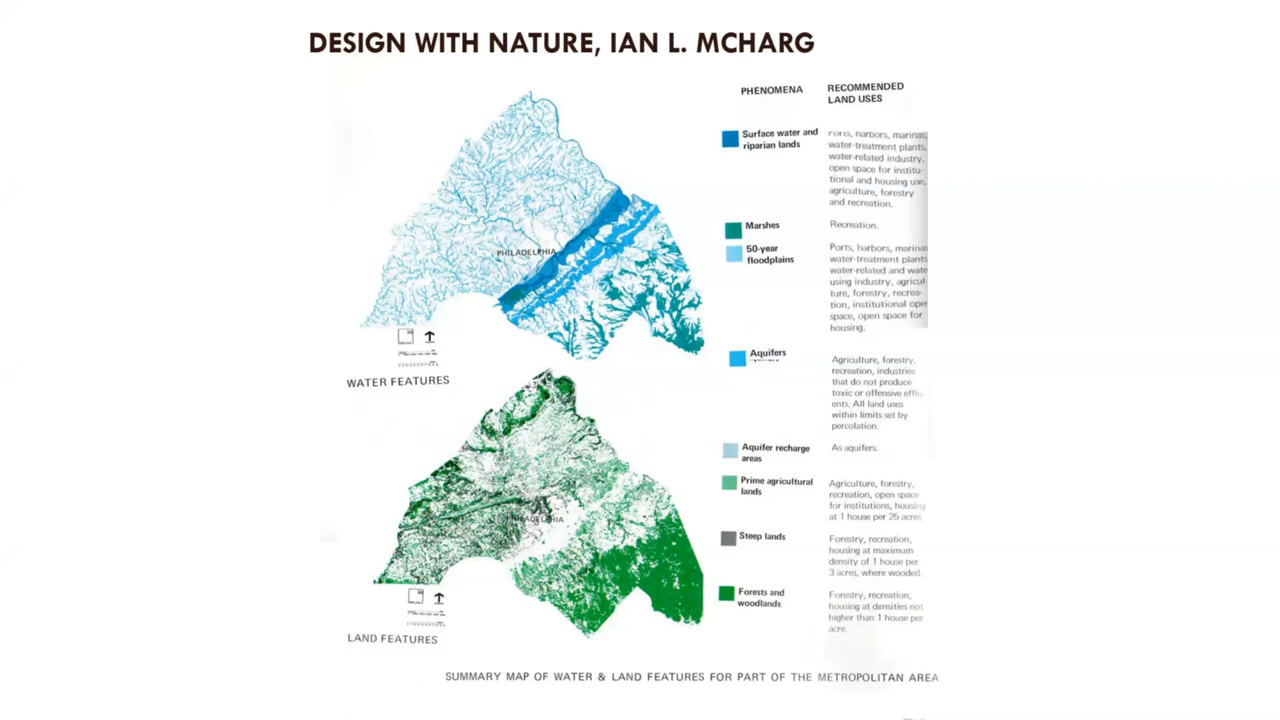 DESIGN WITH NATURE, IAN L. MCHARG
PHENOMENA
RECOMMENDED
LAND USES
Surface water and
riparian lands
Ports, harbors, marinas,
water-treatment plants,
water-related industry,
open space for institu-
tional and housing use,
agriculture, forestry
and recreation.
Marshes
Recreation.
50-year
floodplains
Ports, harbors, marinas
water-treatment plants
water-related and wate
using industry, agricul-
ture, forestry, recrea-
tion, institutional open
space, open space for
housing.
Aquifers
Agriculture, forestry,
recreation, industries
that do not produce
toxic or offensive efflu
ents. All land uses
within limits set by
percolation.
Aquifer recharge
areas
As aquifers.
Prime agricultural
lands
Agriculture, forestry,
recreation, open space
for institutions, housing
at 1 house per 25 acres.
Steep lands
Forestry, recreation,
housing at maximum
density of 1 house per
3 acres, where wooded.
Forests and
woodlands
Forestry, recreation,
housing at densities not
higher than 1 house per
acre.
PHILADELPHIA
WATER FEATURES
PHILADELPHIA
LAND FEATURES
SUMMARY MAP OF WATER & LAND FEATURES FOR PART OF THE METROPOLITAN AREA